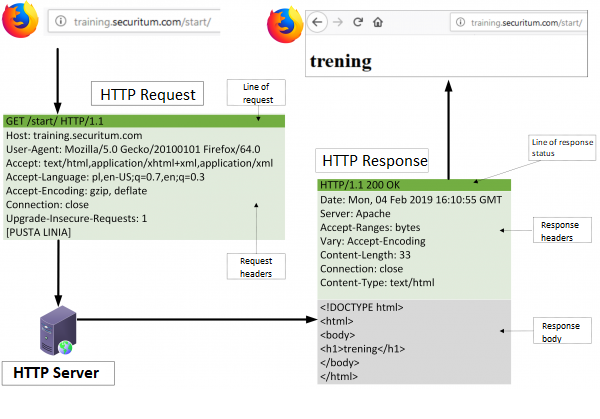 training.securitum.com/start/
training.securitum.com/start/
trening
HTTP Request
Line of
request
GET /start/ HTTP/1.1
Host: training.securitum.com
User-Agent: Mozilla/5.0 Gecko/20100101 Firefox/64.0
Accept: text/html,application/xhtml+xml,application/xml
Accept-Language: pl,en-US;q=0.7,en;q=0.3
Accept-Encoding: gzip, deflate
Connection: close
Upgrade-Insecure-Requests: 1
[PUSTA LINIA]
Request
headers
HTTP Server
HTTP Response
Line of response
status
HTTP/1.1 200 OK
Date: Mon, 04 Feb 2019 16:10:55 GMT
Server: Apache
Accept-Ranges: bytes
Vary: Accept-Encoding
Content-Length: 33
Connection: close
Content-Type: text/html
Response
headers
<!DOCTYPE html>
<html>
<body>
<h1>trening</h1>
</body>
</html>
Response
body